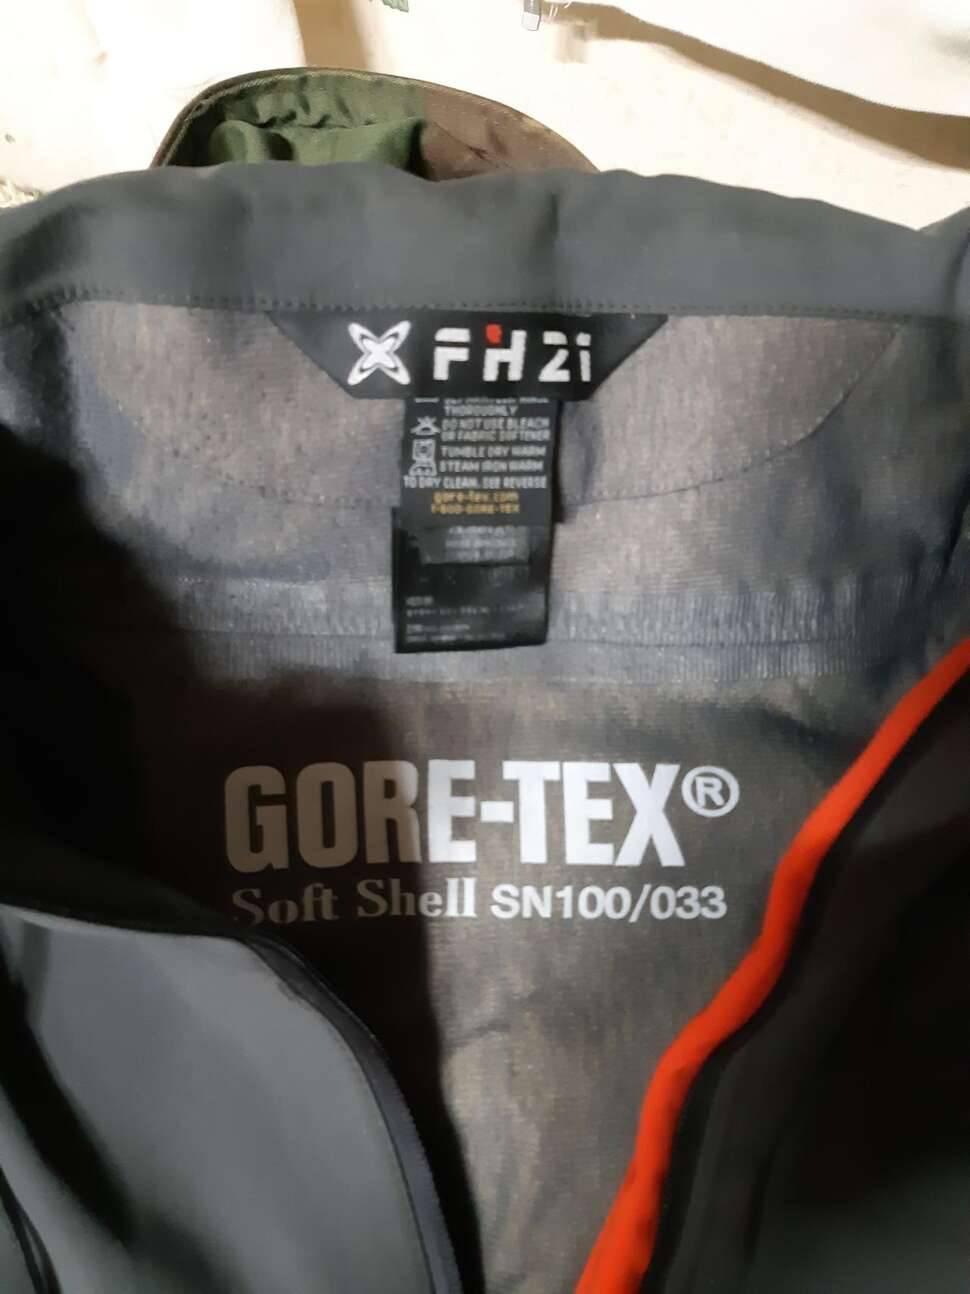 FH2i
THOROUGHLY
DO NOT USE BLEACH
OR FABRIC SOFTENER
TUMBLE DRY WARM
STEAM IRON WARM
TO DRY CLEAN, SEE REVERSE
gore-tex.com
1-800-GORE-TEX
GORE-TEX®
Soft Shell SN100/033